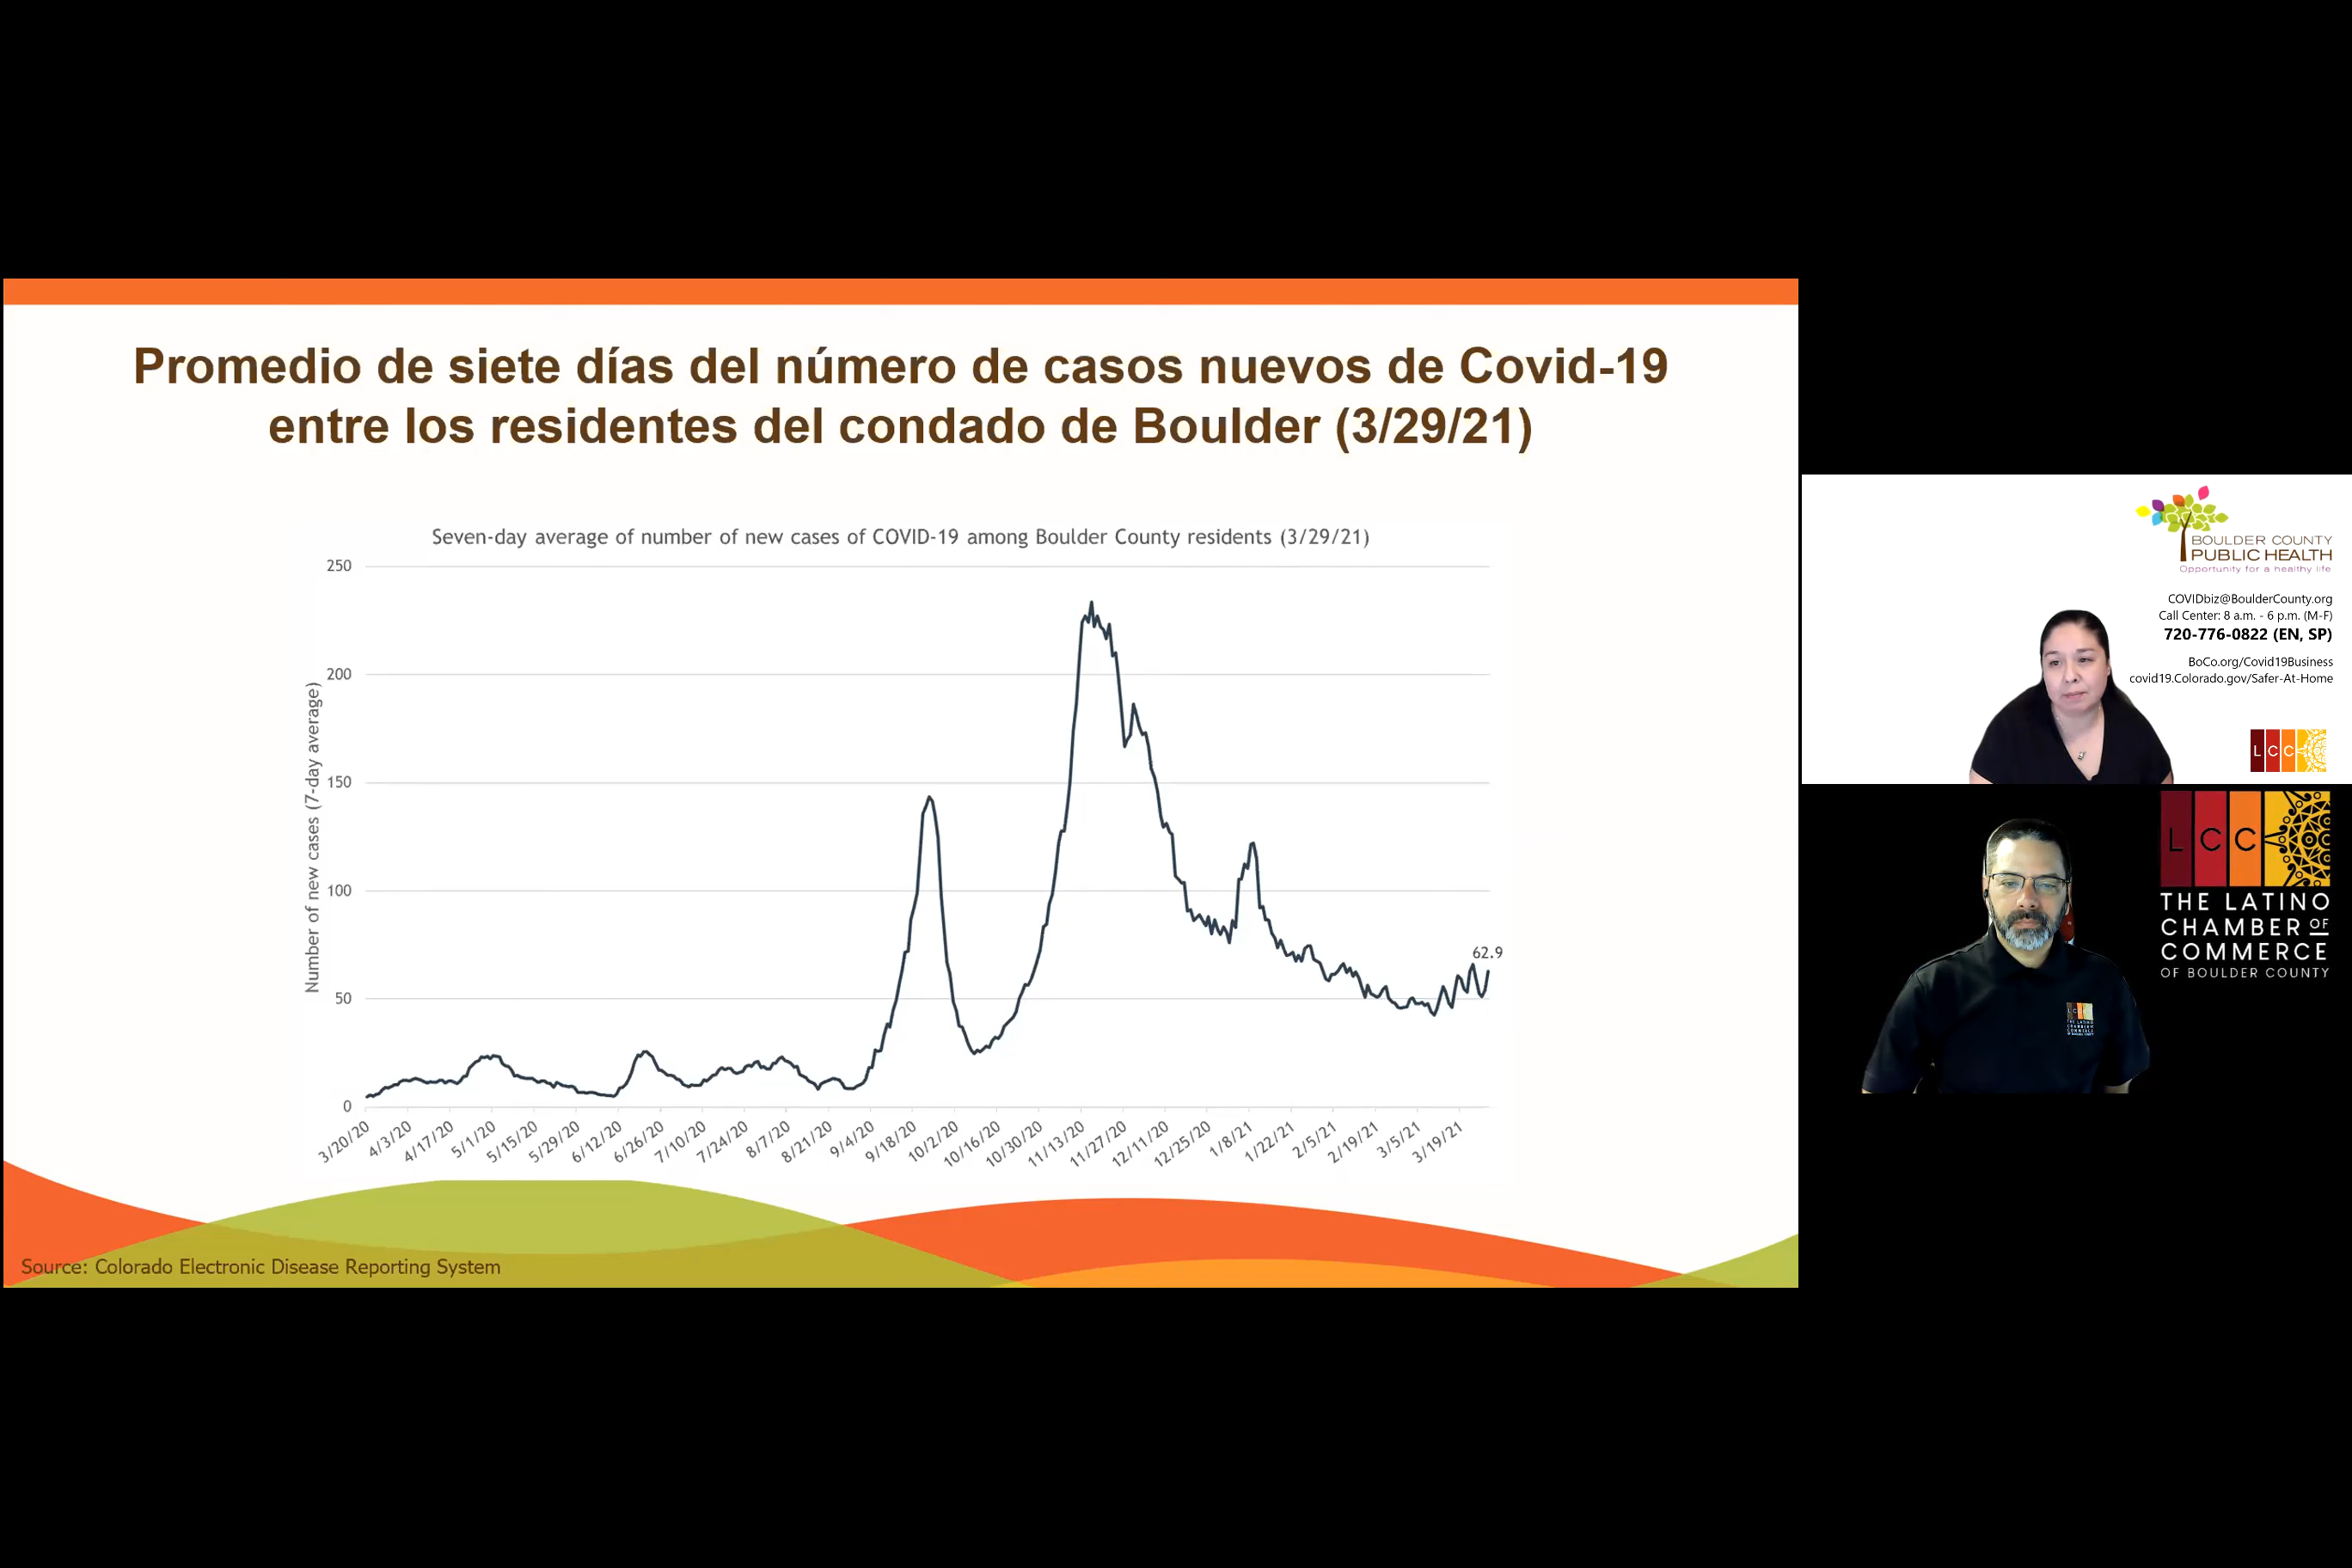 Promedio de siete días del número de casos nuevos de Covid-19
entre los residentes del condado de Boulder (3/29/21)
Seven-day average of number of new cases of COVID-19 among Boulder County residents (3/29/21)
Number of new cases (7-day average)
250
200
150
100
50
0
62.9
3/20/20
4/3/20
4/17/20
5/1/20
5/15/20
5/29/20
6/12/20
6/26/20
7/10/20
7/24/20
8/7/20
8/21/20
9/4/20
9/18/20
10/2/20
10/16/20
10/30/20
11/13/20
11/27/20
12/11/20
12/25/20
1/8/21
1/22/21
2/5/21
2/19/21
3/5/21
3/19/21
Source: Colorado Electronic Disease Reporting System
BOULDER COUNTY
PUBLIC HEALTH
Opportunity for a healthy life
COVIDbiz@BoulderCounty.org
Call Center: 8 a.m. - 6 p.m. (M-F)
720-776-0822 (EN, SP)
BoCo.org/Covid19Business
covid19.Colorado.gov/Safer-At-Home
LCC
LCC
THE LATINO
CHAMBER OF
COMMERCE
OF BOULDER COUNTY